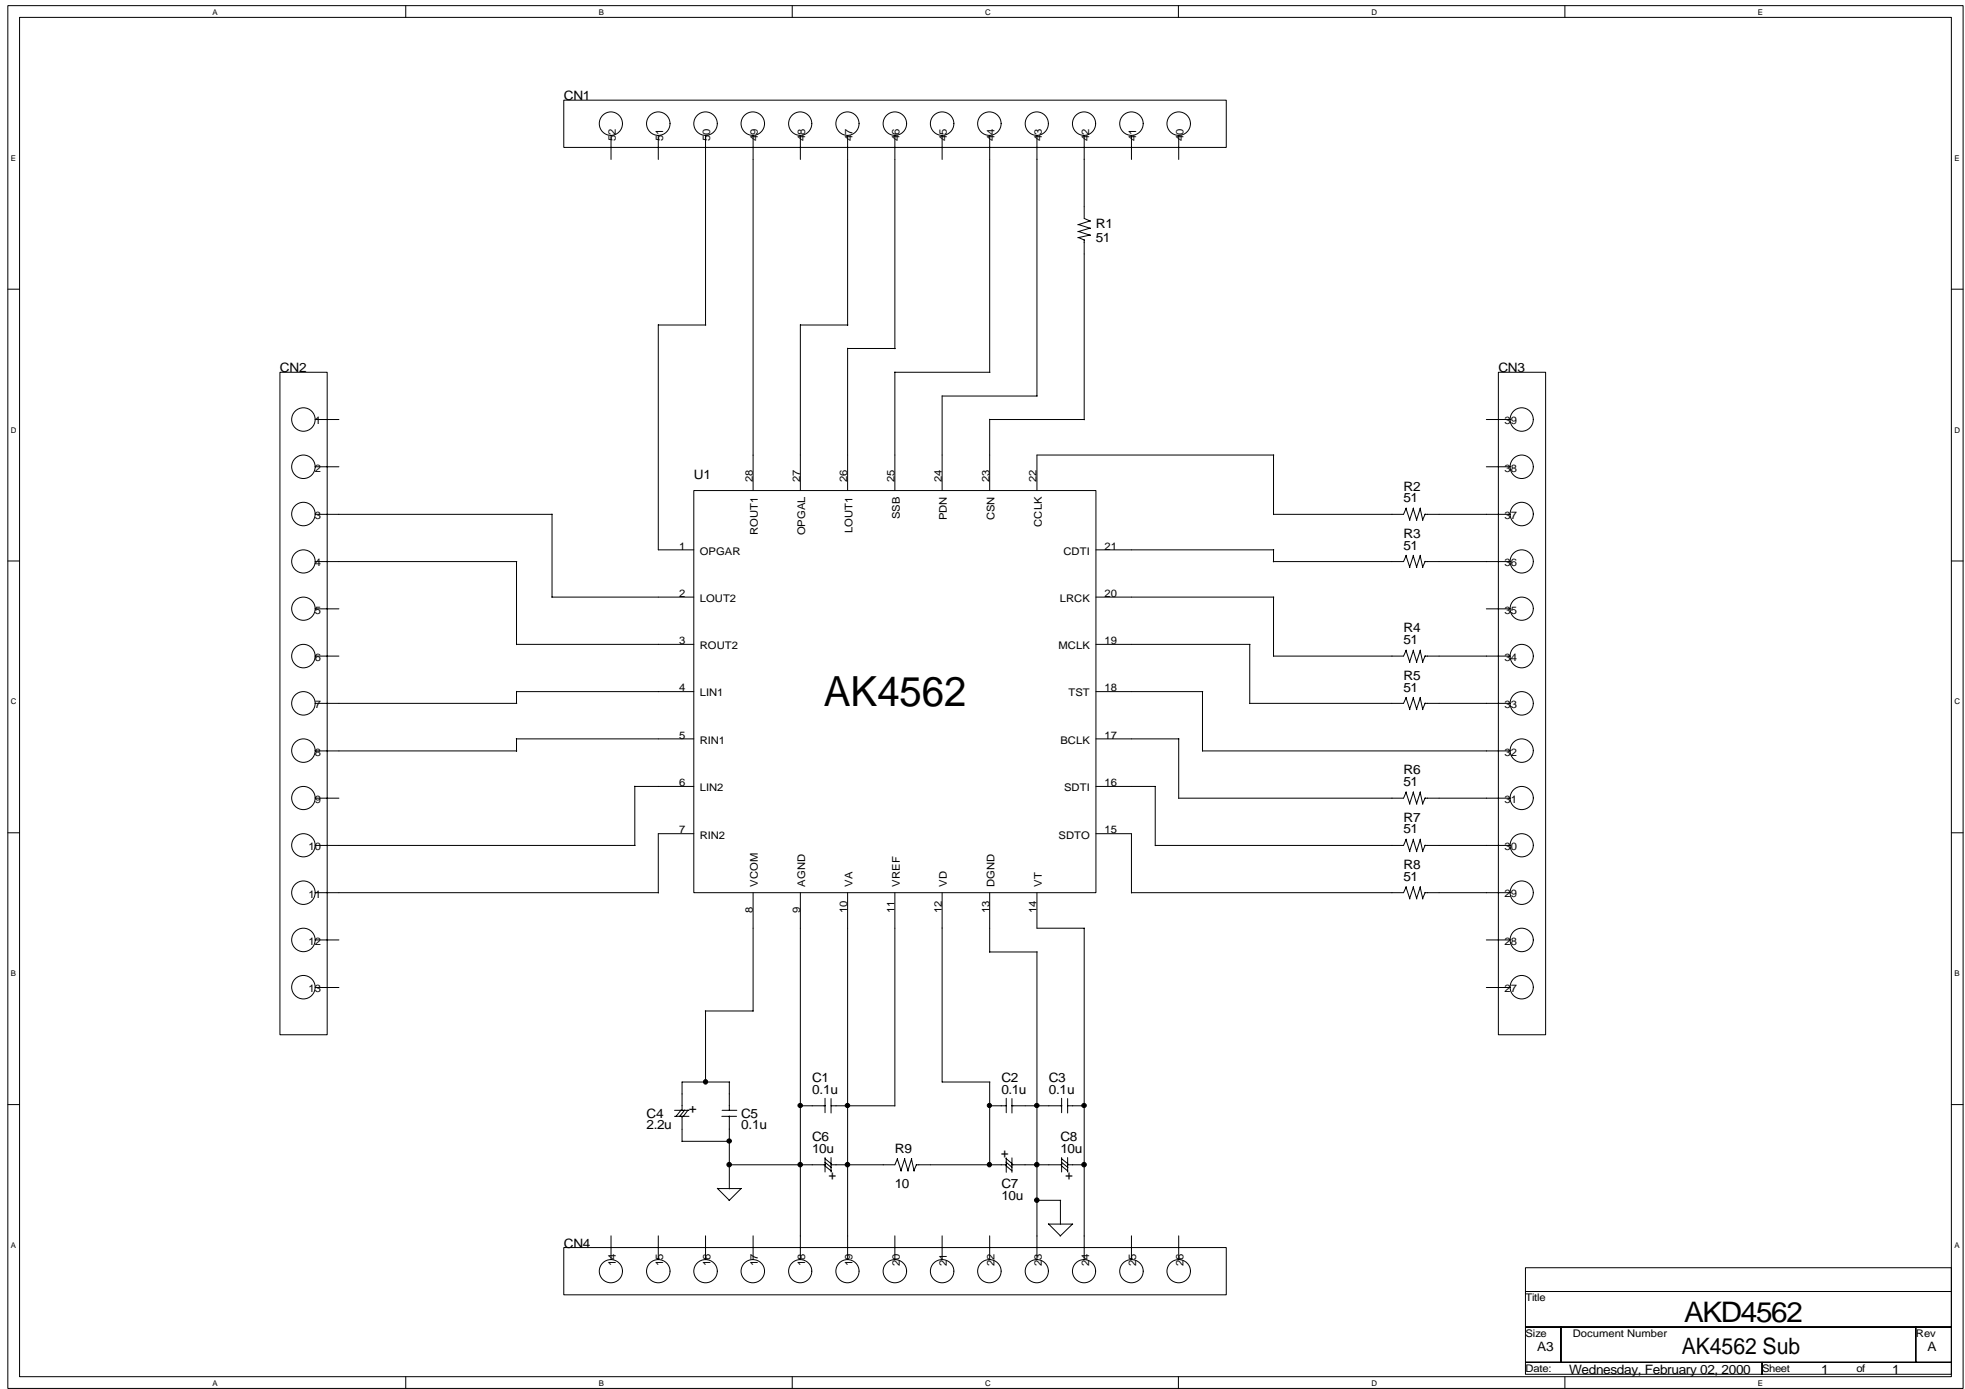 A B C D E
CN1
52 51 50 49 48 47 46 45 44 43 42 41 40
E E
R1
51
CN2
CN3
1 39
D D
2 38
U1
28 27 26 25 24 23 22
ROUT1 OPGAL LOUT1 SSB PDN CSN CCLK
R2
51
3 37
R3
51
1 OPGAR CDTI 21
4 36
2 LOUT2 LRCK 20
5 35
R4
51
3 ROUT2 MCLK 19
6 34
R5
51
AK4562
4 LIN1 TST 18
C C
7 33
5 RIN1 BCLK 17
8 32
R6
51
6 LIN2 SDTI 16
9 31
R7
51
7 RIN2 SDTO 15
10 30
R8
51
VCOM AGND VA VREF VD DGND VT
8 9 10 11 12 13 14
11 29
12 28
B B
13 27
C1
0.1u
C2
0.1u
C3
0.1u
C4
2.2u
C5
0.1u
C6
10u
R9
10
C7
10u
C8
10u
A A
CN4
14 15 16 17 18 19 20 21 22 23 24 25 26
Title
AKD4562
Size
A3
Document Number
AK4562 Sub
Rev
A
Date: Wednesday, February 02, 2000 Sheet 1 of 1
A B C D E